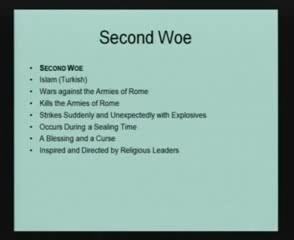 Second Woe
• SECOND WOE
• Islam (Turkish)
• Wars against the Armies of Rome
• Kills the Armies of Rome
• Strikes Suddenly and Unexpectedly with Explosives
• Occurs During a Sealing Time
• A Blessing and a Curse
• Inspired and Directed by Religious Leaders